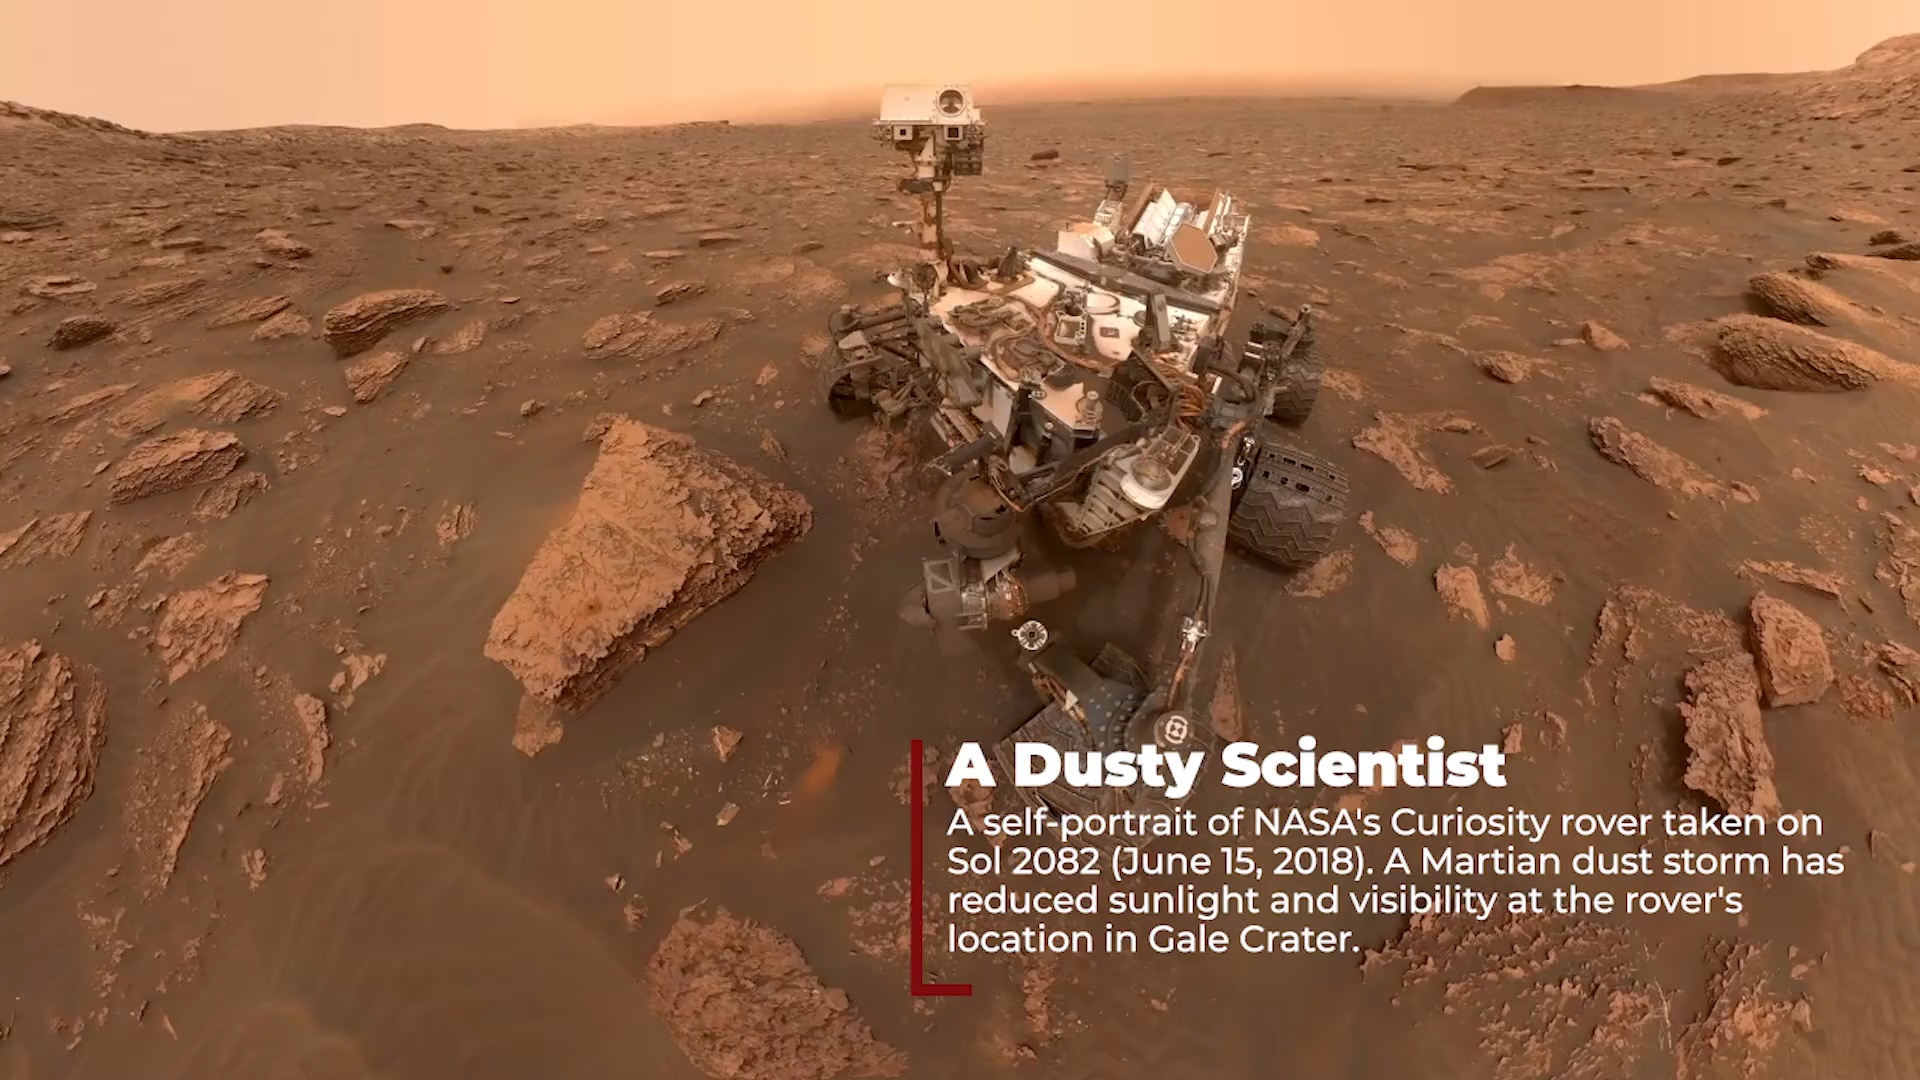 A Dusty Scientist
A self-portrait of NASA's Curiosity rover taken on
Sol 2082 (June 15, 2018). A Martian dust storm has
reduced sunlight and visibility at the rover's
location in Gale Crater.